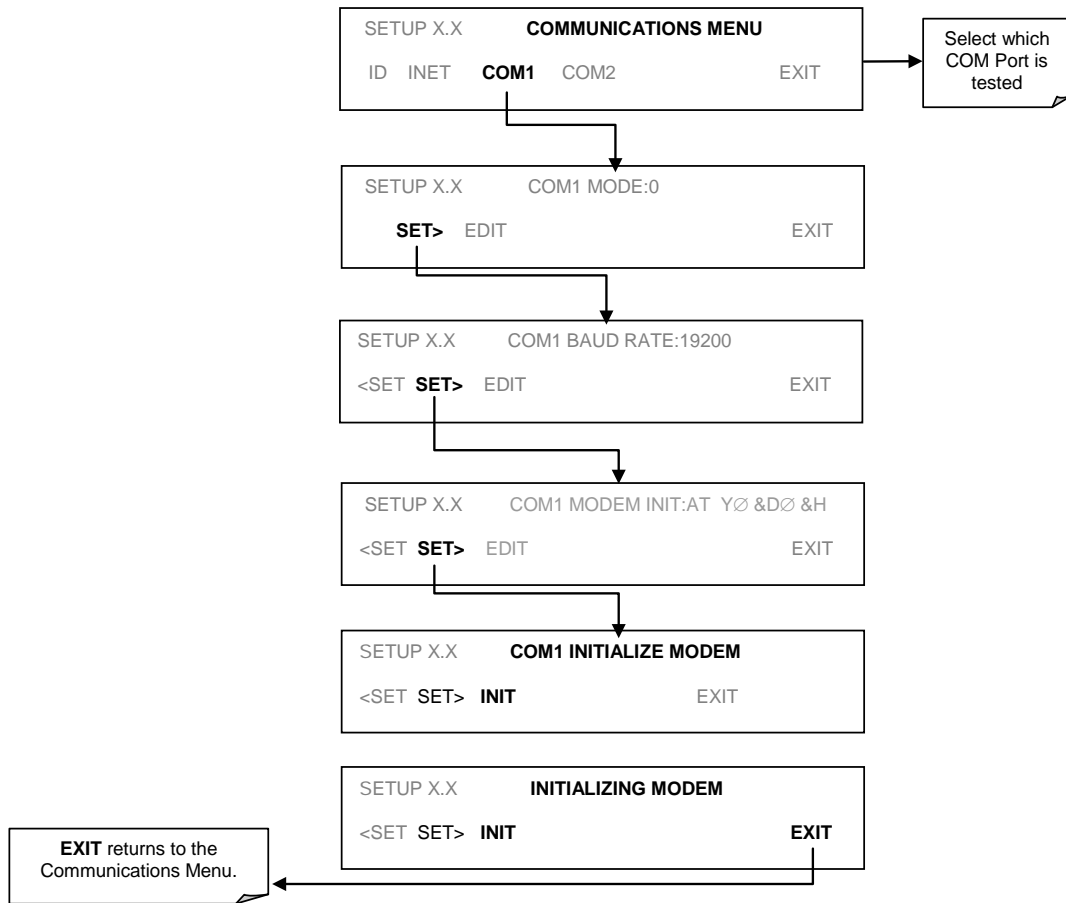 SETUP X.X COMMUNICATIONS MENU
ID INET COM1 COM2 EXIT
Select which
COM Port is
tested
SETUP X.X COM1 MODE:0
SET> EDIT EXIT
SETUP X.X COM1 BAUD RATE:19200
<SET SET> EDIT EXIT
SETUP X.X COM1 MODEM INIT:AT Y∅ &D∅ &H
<SET SET> EDIT EXIT
SETUP X.X COM1 INITIALIZE MODEM
<SET SET> INIT EXIT
SETUP X.X INITIALIZING MODEM
<SET SET> INIT EXIT
EXIT returns to the
Communications Menu.